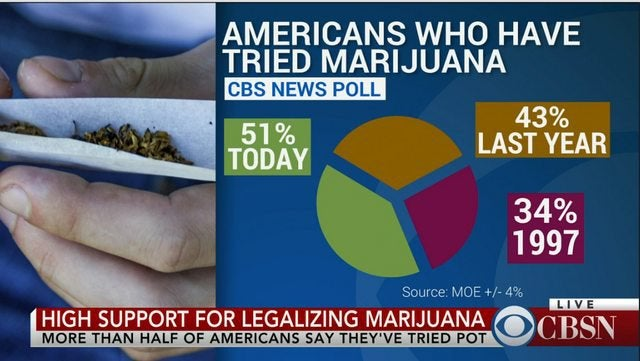 AMERICANS WHO HAVE
TRIED MARIJUANA
CBS NEWS POLL
51%
TODAY
43%
LAST YEAR
34%
1997
Source: MOE +/- 4%
LIVE
HIGH SUPPORT FOR LEGALIZING MARIJUANA
MORE THAN HALF OF AMERICANS SAY THEY'VE TRIED POT
CBSN